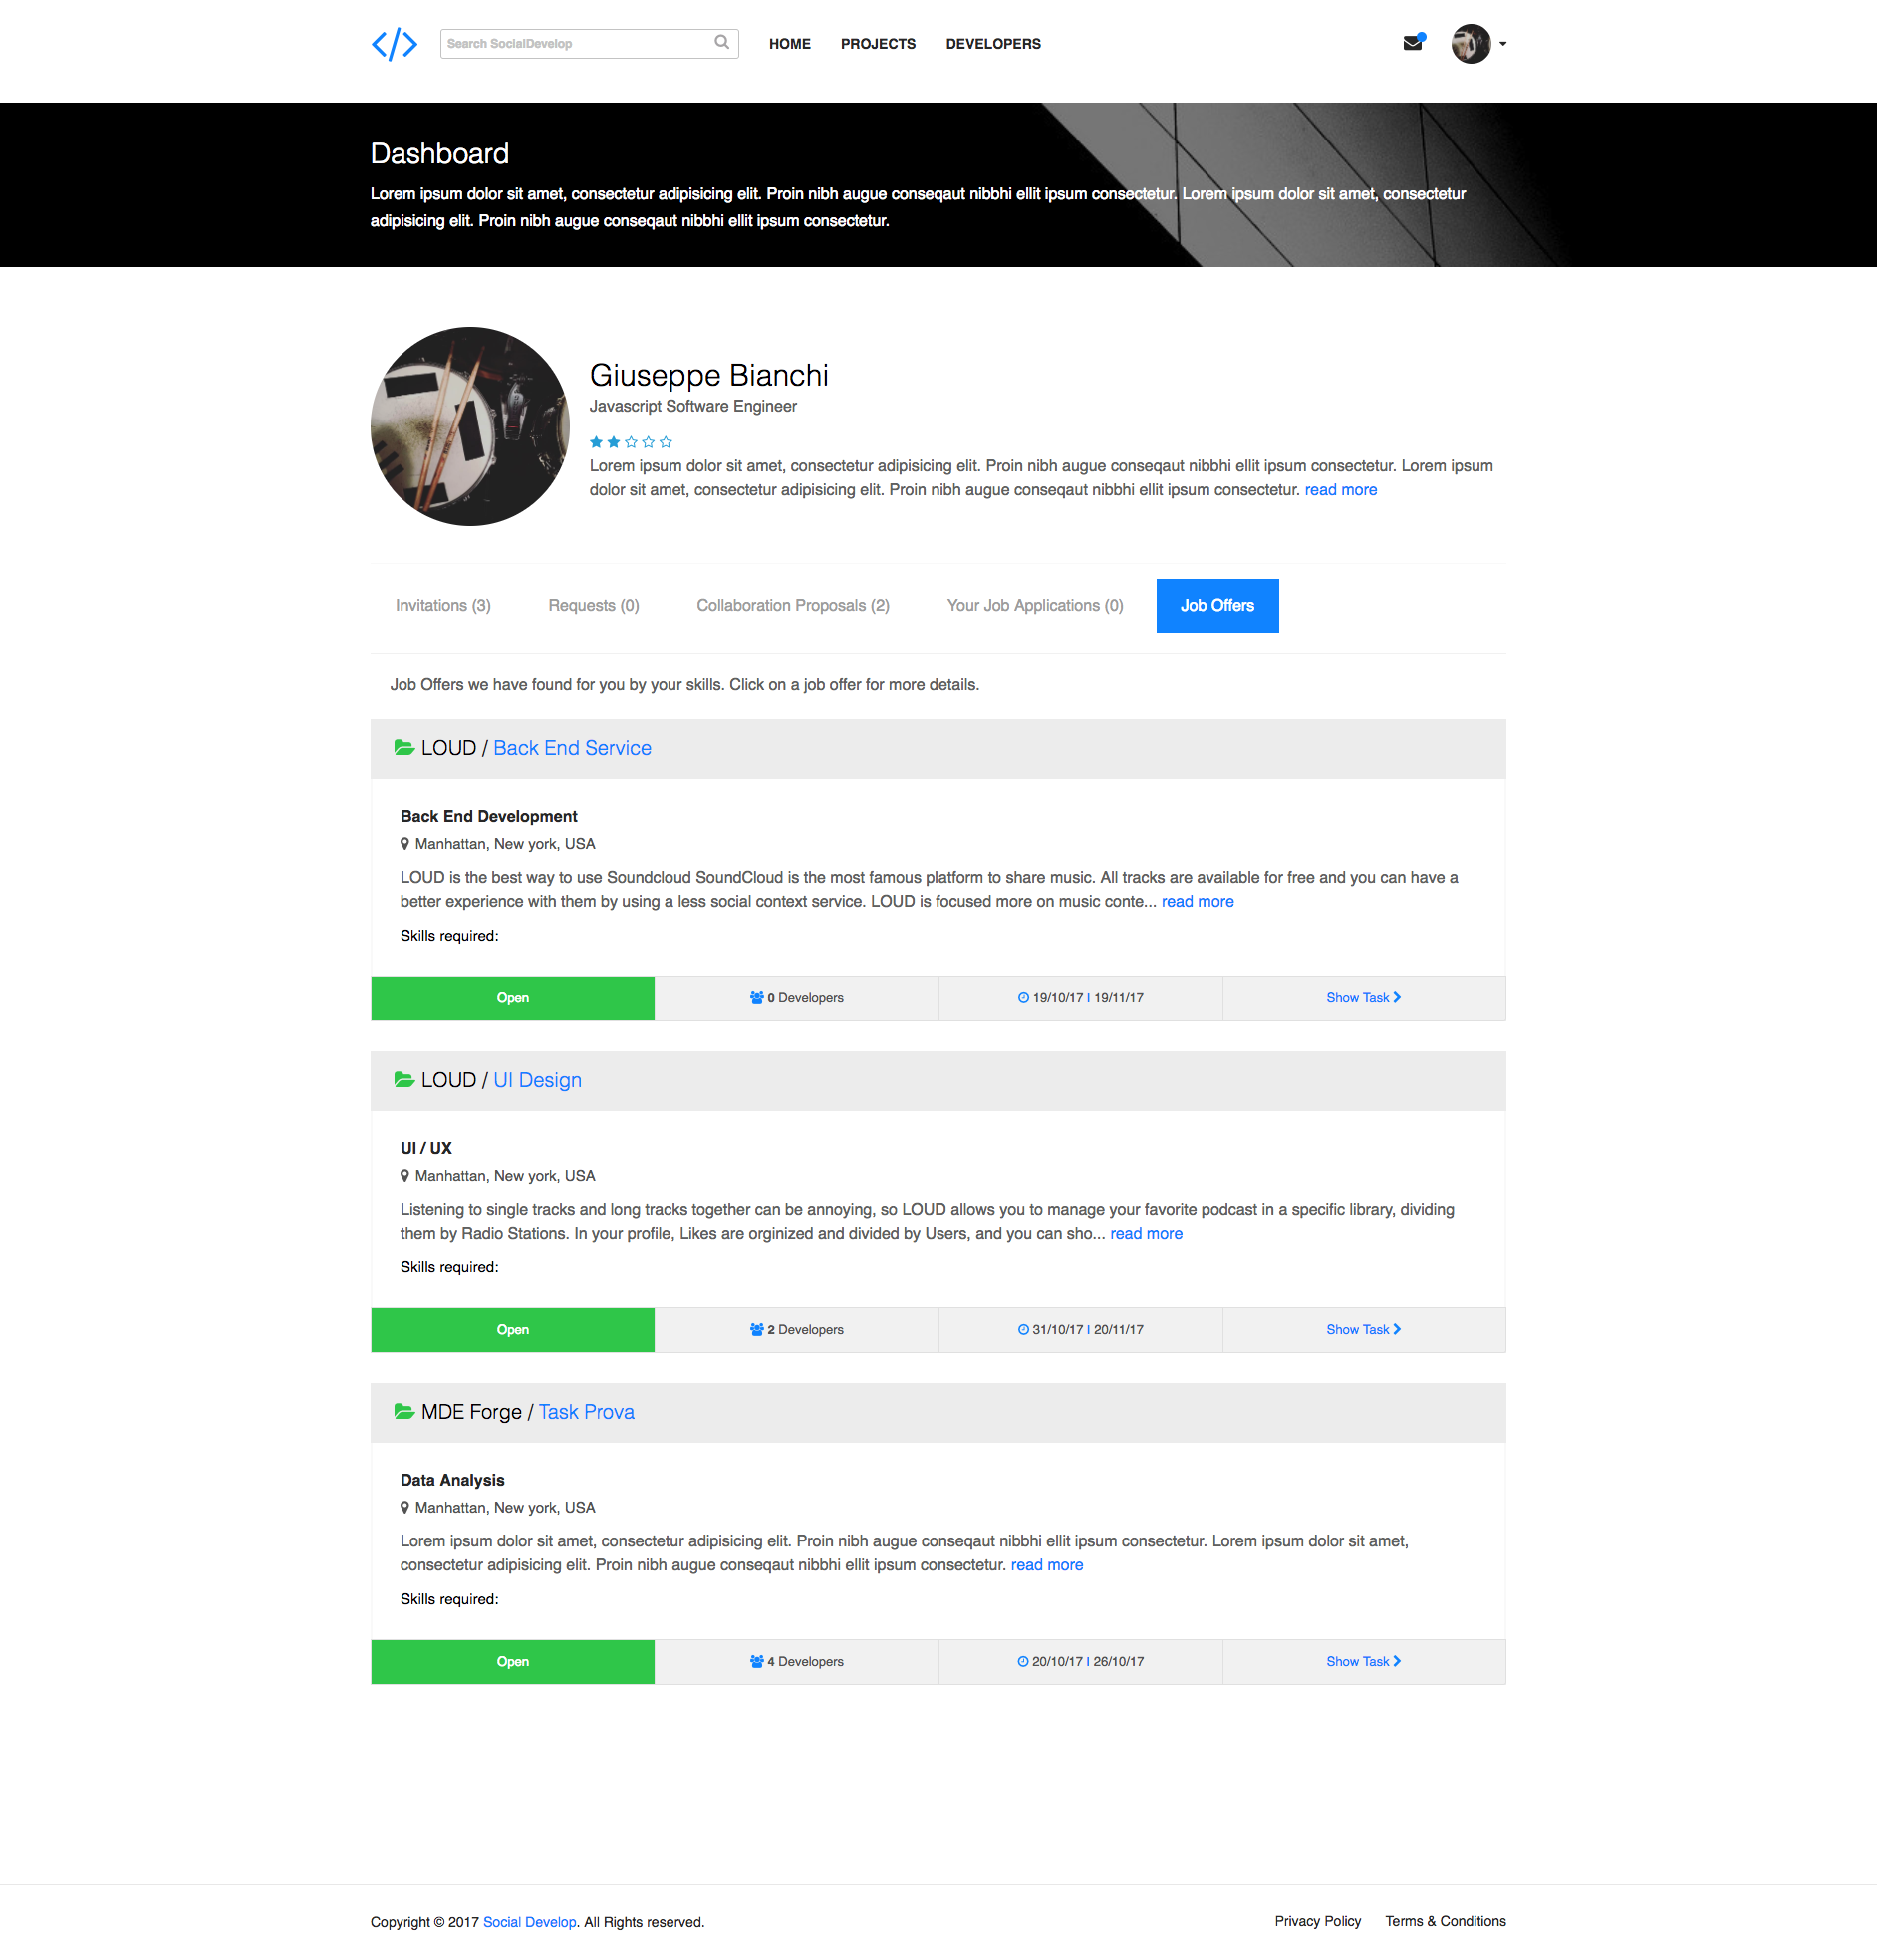 </>
Search SocialDevelop
HOME
PROJECTS
DEVELOPERS
Dashboard
Lorem ipsum dolor sit amet, consectetur adipisicing elit. Proin nibh augue conseqaut nibbhi ellit ipsum consectetur. Lorem ipsum dolor sit amet, consectetur
adipisicing elit. Proin nibh augue conseqaut nibbhi ellit ipsum consectetur.
Giuseppe Bianchi
Javascript Software Engineer
Lorem ipsum dolor sit amet, consectetur adipisicing elit. Proin nibh augue conseqaut nibbhi ellit ipsum consectetur. Lorem ipsum
dolor sit amet, consectetur adipisicing elit. Proin nibh augue conseqaut nibbhi ellit ipsum consectetur. read more
Invitations (3)
Requests (0)
Collaboration Proposals (2)
Your Job Applications (0)
Job Offers
Job Offers we have found for you by your skills. Click on a job offer for more details.
LOUD / Back End Service
Back End Development
Manhattan, New york, USA
LOUD is the best way to use Soundcloud SoundCloud is the most famous platform to share music. All tracks are available for free and you can have a
better experience with them by using a less social context service. LOUD is focused more on music conte... read more
Skills required:
Open
0 Developers
19/10/17 | 19/11/17
Show Task
LOUD / UI Design
UI / UX
Manhattan, New york, USA
Listening to single tracks and long tracks together can be annoying, so LOUD allows you to manage your favorite podcast in a specific library, dividing
them by Radio Stations. In your profile, Likes are orginized and divided by Users, and you can sho... read more
Skills required:
Open
2 Developers
31/10/17 | 20/11/17
Show Task
MDE Forge / Task Prova
Data Analysis
Manhattan, New york, USA
Lorem ipsum dolor sit amet, consectetur adipisicing elit. Proin nibh augue conseqaut nibbhi ellit ipsum consectetur. Lorem ipsum dolor sit amet,
consectetur adipisicing elit. Proin nibh augue conseqaut nibbhi ellit ipsum consectetur. read more
Skills required:
Open
4 Developers
20/10/17 | 26/10/17
Show Task
Copyright © 2017 Social Develop. All Rights reserved.
Privacy Policy
Terms & Conditions